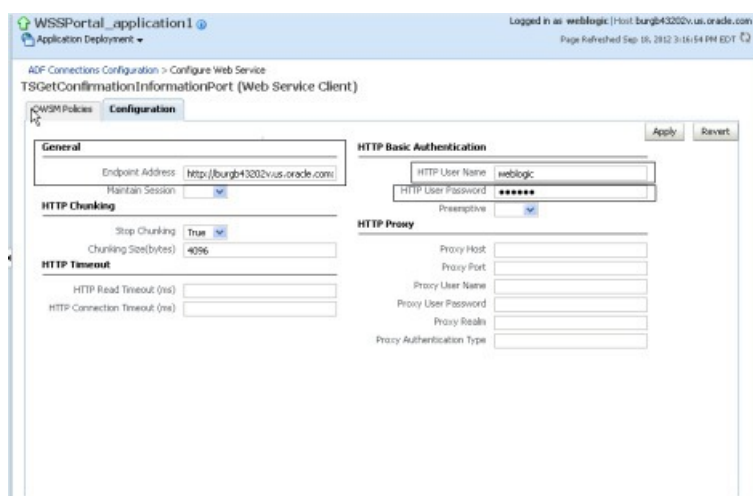 WSSPortal_application1
Logged in as weblogic|Host burgb43202v.us.oracle.com
Application Deployment
Page Refreshed Sep 18, 2012 3:16:54 PM EDT
ADF Connections Configuration > Configure Web Service
TSGetConfirmationInformationPort (Web Service Client)
OWSM Policies
Configuration
Apply
Revert
General
Endpoint Address http://burgb43202v.us.oracle.com:
Maintain Session
HTTP Chunking
Stop Chunking True
Chunking Size(bytes) 4096
HTTP Timeout
HTTP Read Timeout (ms)
HTTP Connection Timeout (ms)
HTTP Basic Authentication
HTTP User Name weblogic
HTTP User Password ●●●●●●
Preemptive
HTTP Proxy
Proxy Host
Proxy Port
Proxy User Name
Proxy User Password
Proxy Realm
Proxy Authentication Type